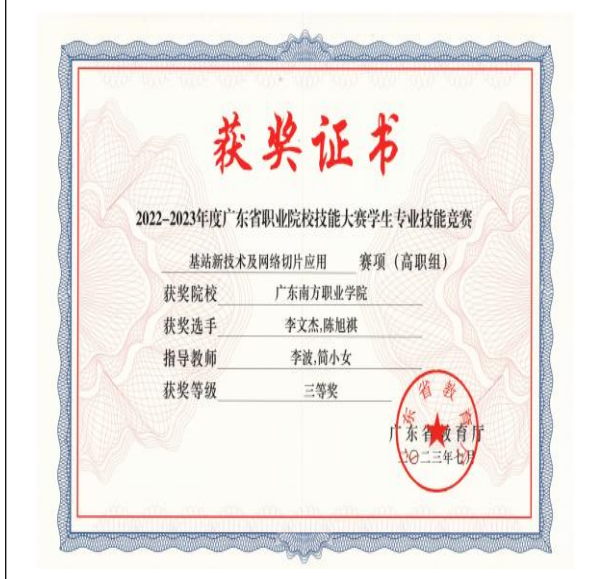 获奖证书
2022-2023年度广东省职业院校技能大赛学生专业技能竞赛
基站新技术及网络切片应用 赛项（高职组）
获奖院校 广东南方职业学院
获奖选手 李文杰,陈旭祺
指导教师 李波,简小女
获奖等级 三等奖
广东省教育厅
二〇二三年七月